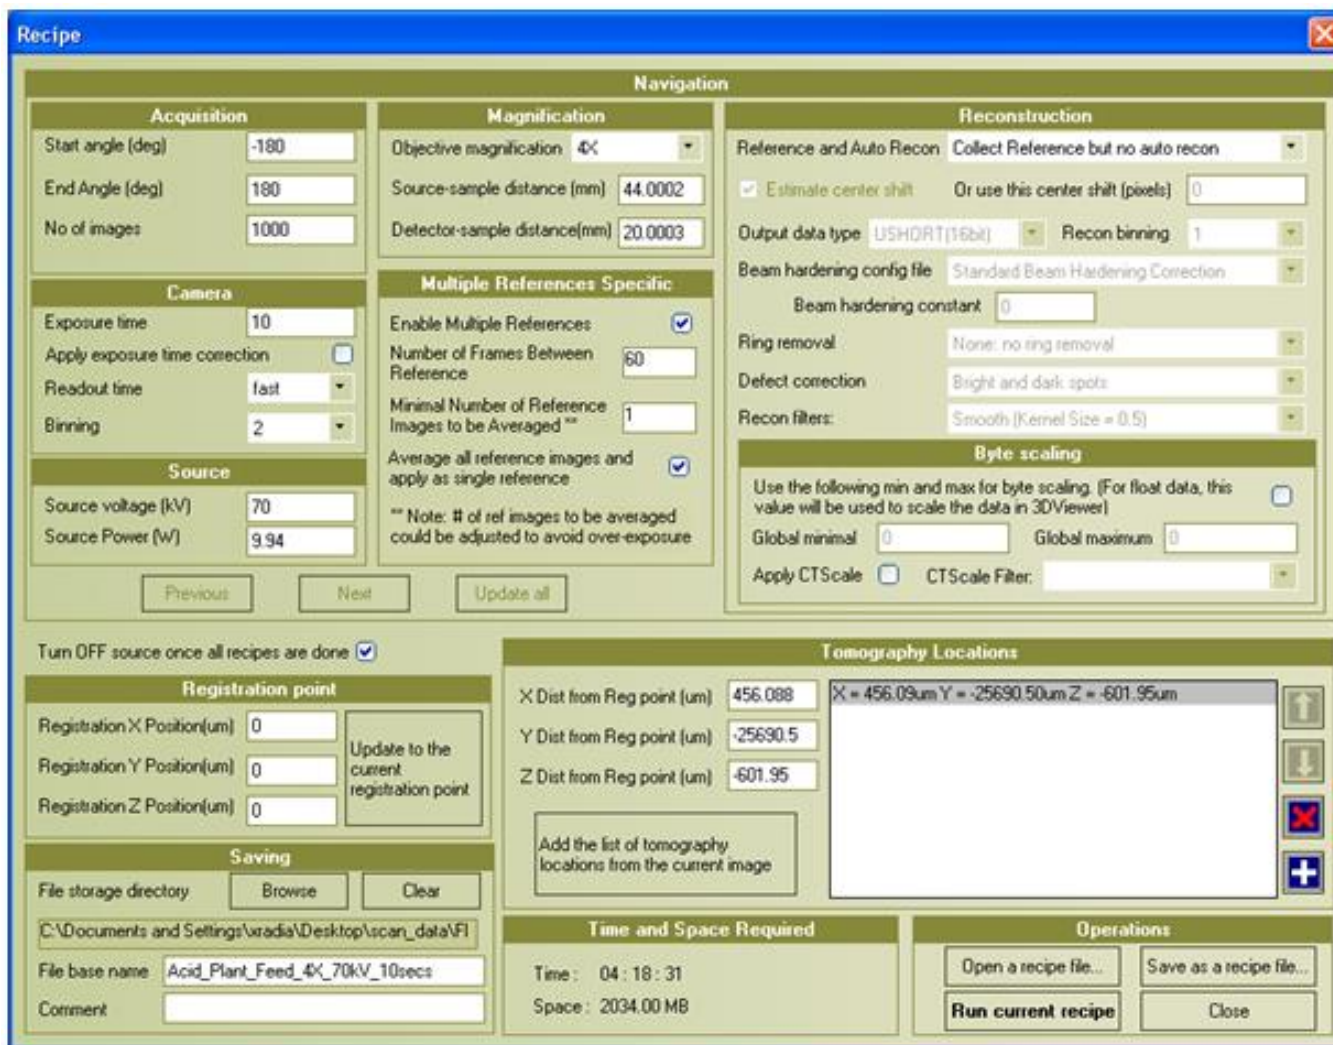 Recipe
Navigation
Acquisition
Start angle (deg) -180
End Angle (deg) 180
No of images 1000
Camera
Exposure time 10
Apply exposure time correction
Readout time fast
Binning 2
Source
Source voltage (kV) 70
Source Power (W) 9.94
Magnification
Objective magnification 4X
Source-sample distance (mm) 44.0002
Detector-sample distance(mm) 20.0003
Multiple References Specific
Enable Multiple References
Number of Frames Between
Reference 60
Minimal Number of Reference
Images to be Averaged ** 1
Average all reference images and
apply as single reference
** Note: # of ref images to be averaged
could be adjusted to avoid over-exposure
Reconstruction
Reference and Auto Recon Collect Reference but no auto recon
Estimate center shift Or use this center shift (pixels) 0
Output data type USHORT(16bit) Recon binning 1
Beam hardening config file Standard Beam Hardening Correction
Beam hardening constant 0
Ring removal None: no ring removal
Defect correction Bright and dark spots
Recon filters: Smooth (Kernel Size = 0.5)
Byte scaling
Use the following min and max for byte scaling. (For float data, this
value will be used to scale the data in 3DViewer)
Global minimal 0 Global maximum 0
Apply CTScale CTScale Filter:
Previous Next Update all
Turn OFF source once all recipes are done
Registration point
Registration X Position(um) 0
Registration Y Position(um) 0
Registration Z Position(um) 0
Update to the
current
registration point
Saving
File storage directory Browse Clear
C:\Documents and Settings\xradia\Desktop\scan_data\Fl
File base name Acid_Plant_Feed_4X_70kV_10secs
Comment
Tomography Locations
X Dist from Reg point (um) 456.088
Y Dist from Reg point (um) -25690.5
Z Dist from Reg point (um) -601.95
X = 456.09um Y = -25690.50um Z = -601.95um
Add the list of tomography
locations from the current image
Time and Space Required
Time : 04 : 18 : 31
Space : 2034.00 MB
Operations
Open a recipe file... Save as a recipe file...
Run current recipe Close